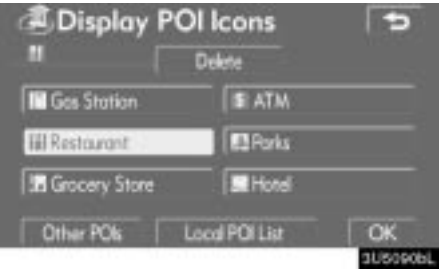 Display POI Icons
Delete
Gas Station
$ ATM
Restaurant
Parks
Grocery Store
Hotel
Other POIs
Local POI List
OK
3U5090bL